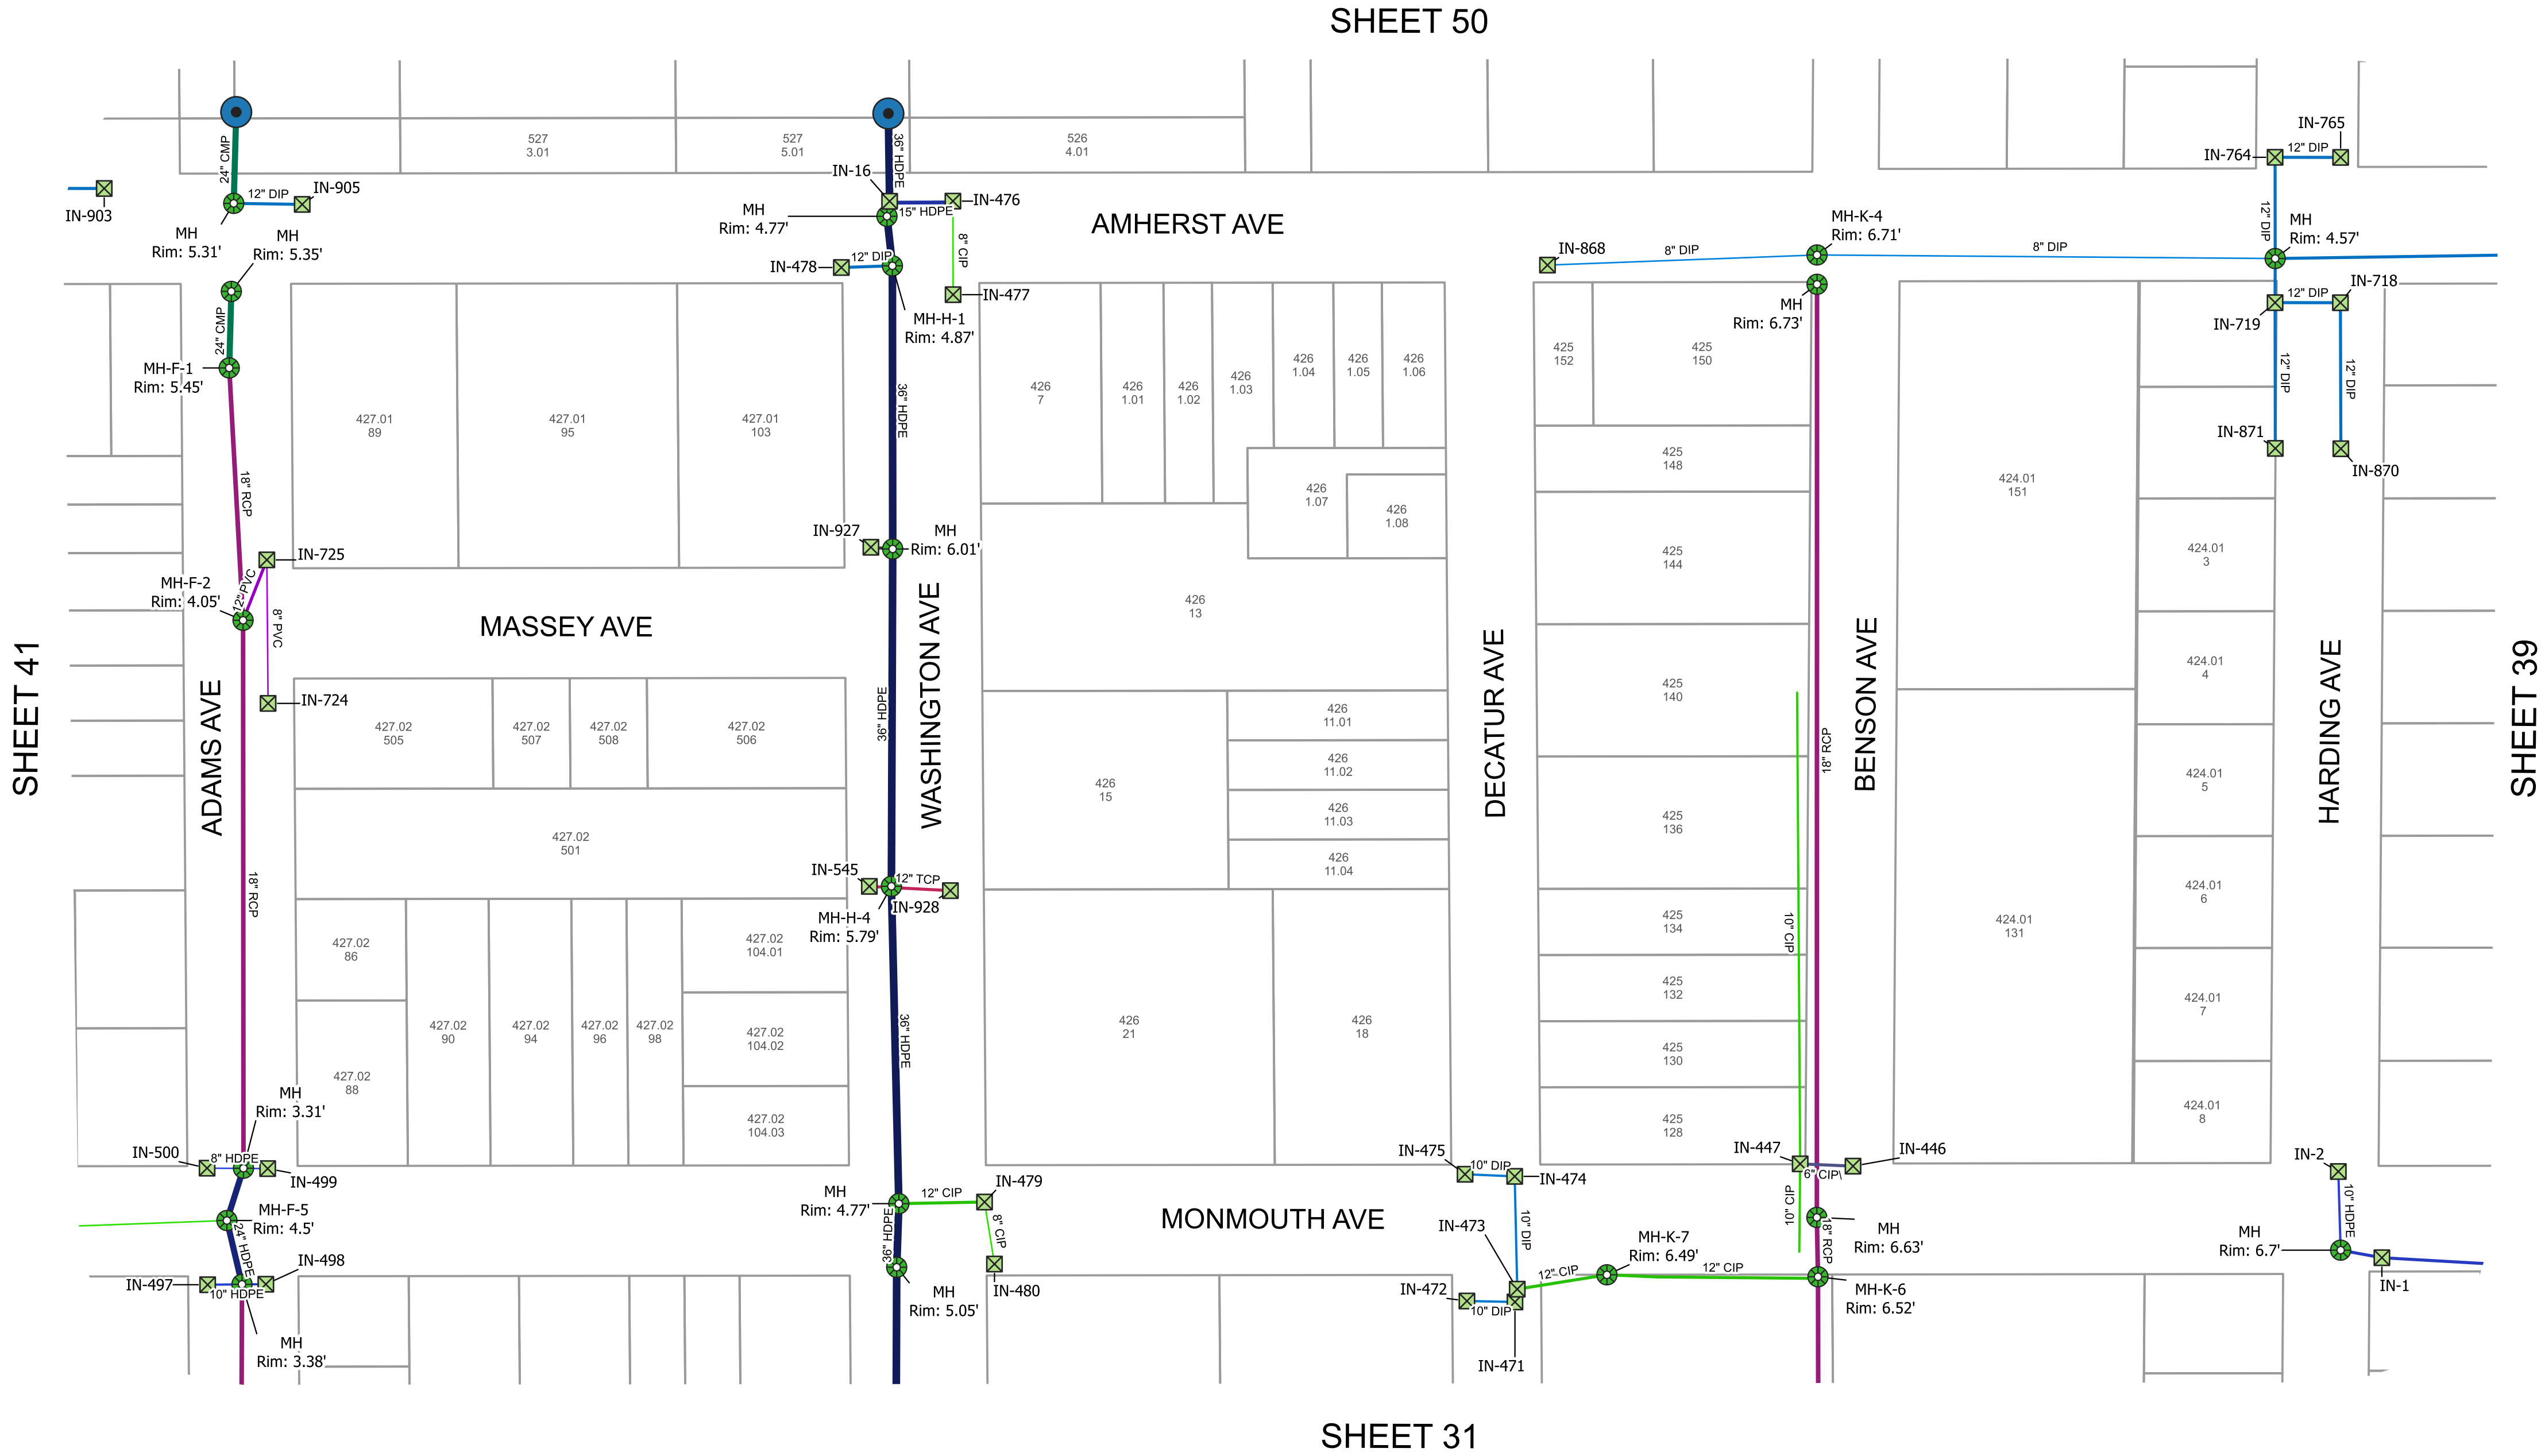 SHEET 50
527
3.01
527
5.01
526
4.01
24" CMP
36" HDPE
IN-765
12" DIP
IN-764
IN-16
IN-903
12" DIP
IN-905
MH
Rim: 5.31'
MH
Rim: 5.35'
MH
Rim: 4.77'
15" HDPE
IN-476
AMHERST AVE
8" CIP
IN-478
12" DIP
IN-477
MH-H-1
Rim: 4.87'
IN-868
8" DIP
MH-K-4
Rim: 6.71'
8" DIP
12" DIP
MH
Rim: 4.57'
MH
Rim: 6.73'
12" DIP
IN-718
IN-719
12" DIP
12" DIP
IN-871
IN-870
24" CMP
MH-F-1
Rim: 5.45'
18" RCP
427.01
89
427.01
95
427.01
103
36" HDPE
426
7
426
1.01
426
1.02
426
1.03
426
1.04
426
1.05
426
1.06
426
1.07
426
1.08
425
152
425
150
425
148
425
144
424.01
151
424.01
3
IN-927
MH
Rim: 6.01'
IN-725
MH-F-2
Rim: 4.05'
12" PVC
8" PVC
IN-724
MASSEY AVE
426
13
SHEET 41
ADAMS AVE
WASHINGTON AVE
DECATUR AVE
BENSON AVE
HARDING AVE
SHEET 39
36" HDPE
427.02
505
427.02
507
427.02
508
427.02
506
427.02
501
426
15
426
11.01
426
11.02
426
11.03
426
11.04
425
140
425
136
18" RCP
424.01
4
424.01
5
424.01
6
424.01
7
424.01
8
424.01
131
18" RCP
IN-545
12" TCP
IN-928
MH-H-4
Rim: 5.79'
10" CIP
425
134
425
132
425
130
425
128
427.02
86
427.02
88
427.02
90
427.02
94
427.02
96
427.02
98
427.02
104.01
427.02
104.02
427.02
104.03
36" HDPE
426
21
426
18
MH
Rim: 3.31'
IN-500
8" HDPE
IN-499
MH-F-5
Rim: 4.5'
24" HDPE
IN-498
IN-497
10" HDPE
MH
Rim: 3.38'
MH
Rim: 4.77'
12" CIP
IN-479
36" HDPE
8" CIP
IN-480
MH
Rim: 5.05'
MONMOUTH AVE
IN-475
10" DIP
IN-474
10" DIP
IN-473
IN-472
10" DIP
IN-471
12" CIP
MH-K-7
Rim: 6.49'
12" CIP
IN-447
IN-446
6" CIP\
10" CIP
18" RCP
MH
Rim: 6.63'
MH-K-6
Rim: 6.52'
IN-2
10" HDPE
MH
Rim: 6.7'
IN-1
SHEET 31